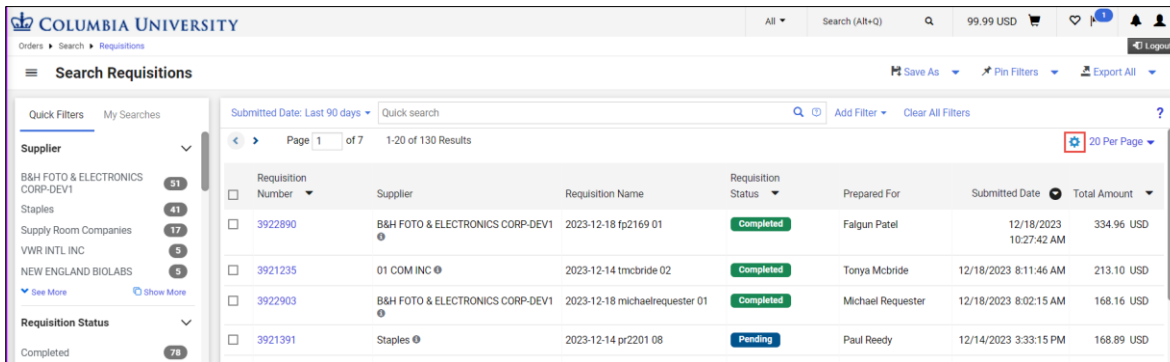 COLUMBIA UNIVERSITY
All
Search (Alt+Q)
99.99 USD
1
Orders Search Requisitions
Logout
Search Requisitions
Save As
Pin Filters
Export All
Quick Filters My Searches
Submitted Date: Last 90 days
Quick search
Add Filter
Clear All Filters
?
Page 1 of 7
1-20 of 130 Results
20 Per Page
Supplier
B&H FOTO & ELECTRONICS
CORP-DEV1
51
Staples 41
Supply Room Companies 17
VWR INTL INC 5
NEW ENGLAND BIOLABS 5
See More Show More
Requisition Status
Completed 78
Requisition
Number
Supplier
Requisition Name
Requisition
Status
Prepared For
Submitted Date
Total Amount
3922890 B&H FOTO & ELECTRONICS CORP-DEV1 2023-12-18 fp2169 01 Completed Falgun Patel 12/18/2023
10:27:42 AM
334.96 USD
3921235 01 COM INC 2023-12-14 tmcbride 02 Completed Tonya Mcbride 12/18/2023 8:11:46 AM 213.10 USD
3922903 B&H FOTO & ELECTRONICS CORP-DEV1 2023-12-18 michaelrequester 01 Completed Michael Requester 12/18/2023 8:02:15 AM 168.16 USD
3921391 Staples 2023-12-14 pr2201 08 Pending Paul Reedy 12/14/2023 3:33:15 PM 168.89 USD